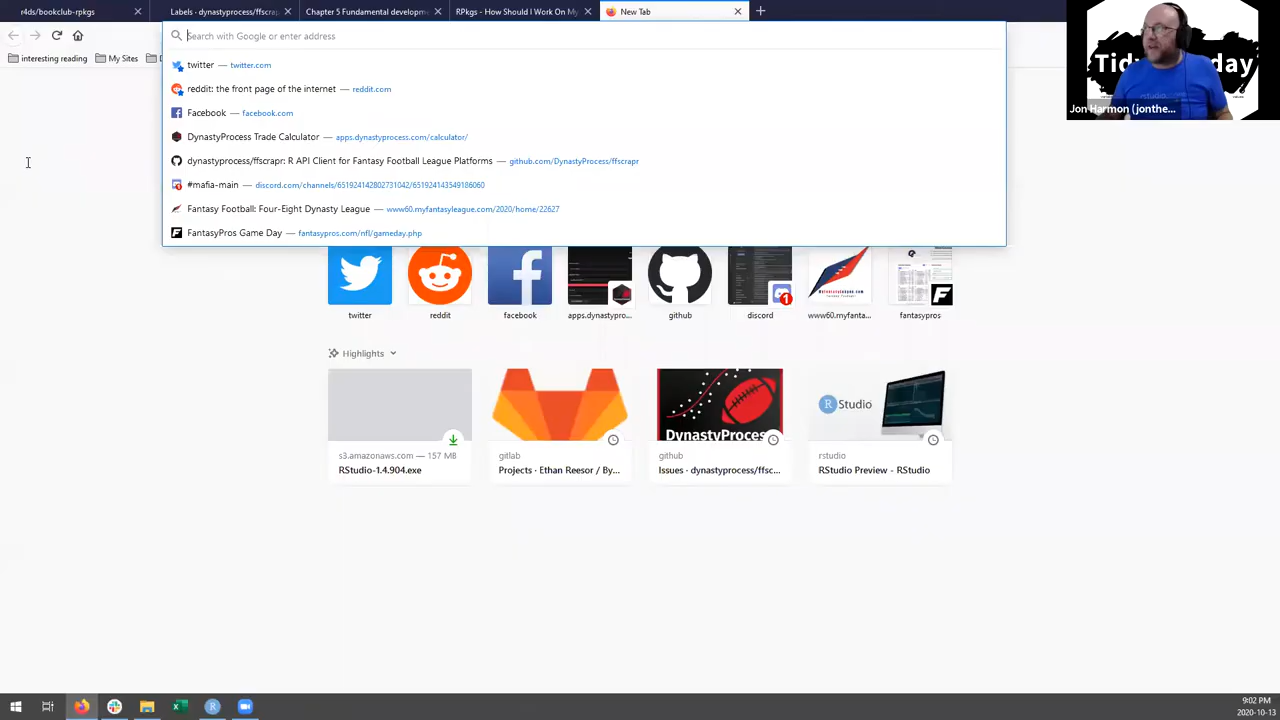 r4ds/bookclub-rpkgs
Labels · dynastyprocess/ffscrap
Chapter 5 Fundamental developme
RPkgs - How Should I Work On My
New Tab
Search with Google or enter address
interesting reading
My Sites
twitter — twitter.com
reddit: the front page of the internet — reddit.com
Facebook — facebook.com
DynastyProcess Trade Calculator — apps.dynastyprocess.com/calculator/
dynastyprocess/ffscrapr: R API Client for Fantasy Football League Platforms — github.com/DynastyProcess/ffscrapr
#mafia-main — discord.com/channels/651924142802731042/651924143549186060
Fantasy Football: Four-Eight Dynasty League — www60.myfantasyleague.com/2020/home/22627
FantasyPros Game Day — fantasypros.com/nfl/gameday.php
Jon Harmon (jonthe...
twitter
reddit
facebook
apps.dynastypro...
github
discord
www60.myfanta...
fantasypros
Highlights
DynastyProcess
R Studio
s3.amazonaws.com — 157 MB
RStudio-1.4.904.exe
gitlab
Projects · Ethan Reesor / By...
github
Issues · dynastyprocess/ffsc...
rstudio
RStudio Preview - RStudio
9:02 PM
2020-10-13